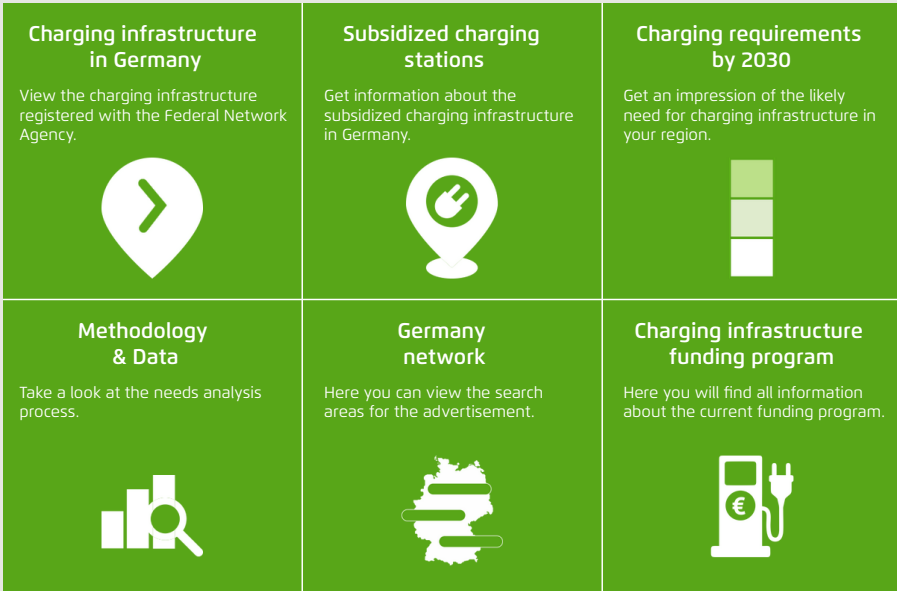 Charging infrastructure
in Germany
View the charging infrastructure
registered with the Federal Network
Agency.
Subsidized charging
stations
Get information about the
subsidized charging infrastructure
in Germany.
Charging requirements
by 2030
Get an impression of the likely
need for charging infrastructure in
your region.
Methodology
& Data
Take a look at the needs analysis
process.
Germany
network
Here you can view the search
areas for the advertisement.
Charging infrastructure
funding program
Here you will find all information
about the current funding program.
€